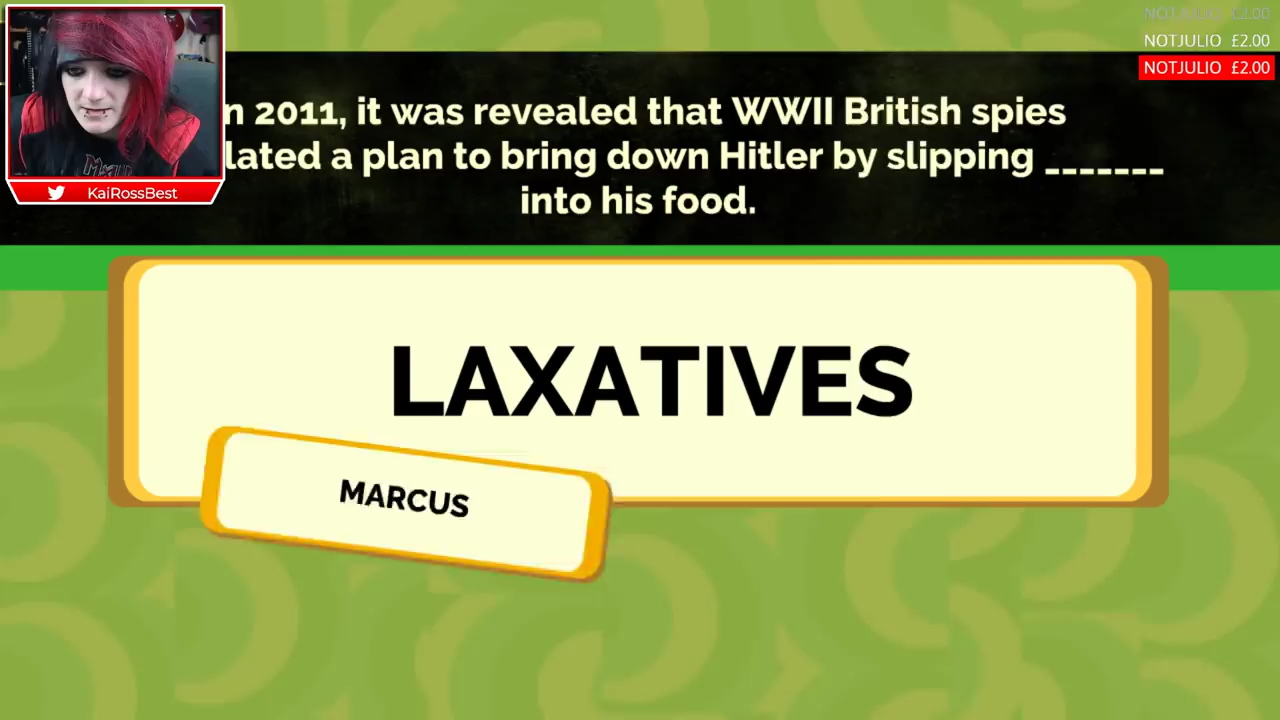 NOTJULIO £2.00
NOTJULIO £2.00
NOTJULIO £2.00
n 2011, it was revealed that WWII British spies
lated a plan to bring down Hitler by slipping _______
into his food.
KaiRossBest
LAXATIVES
MARCUS